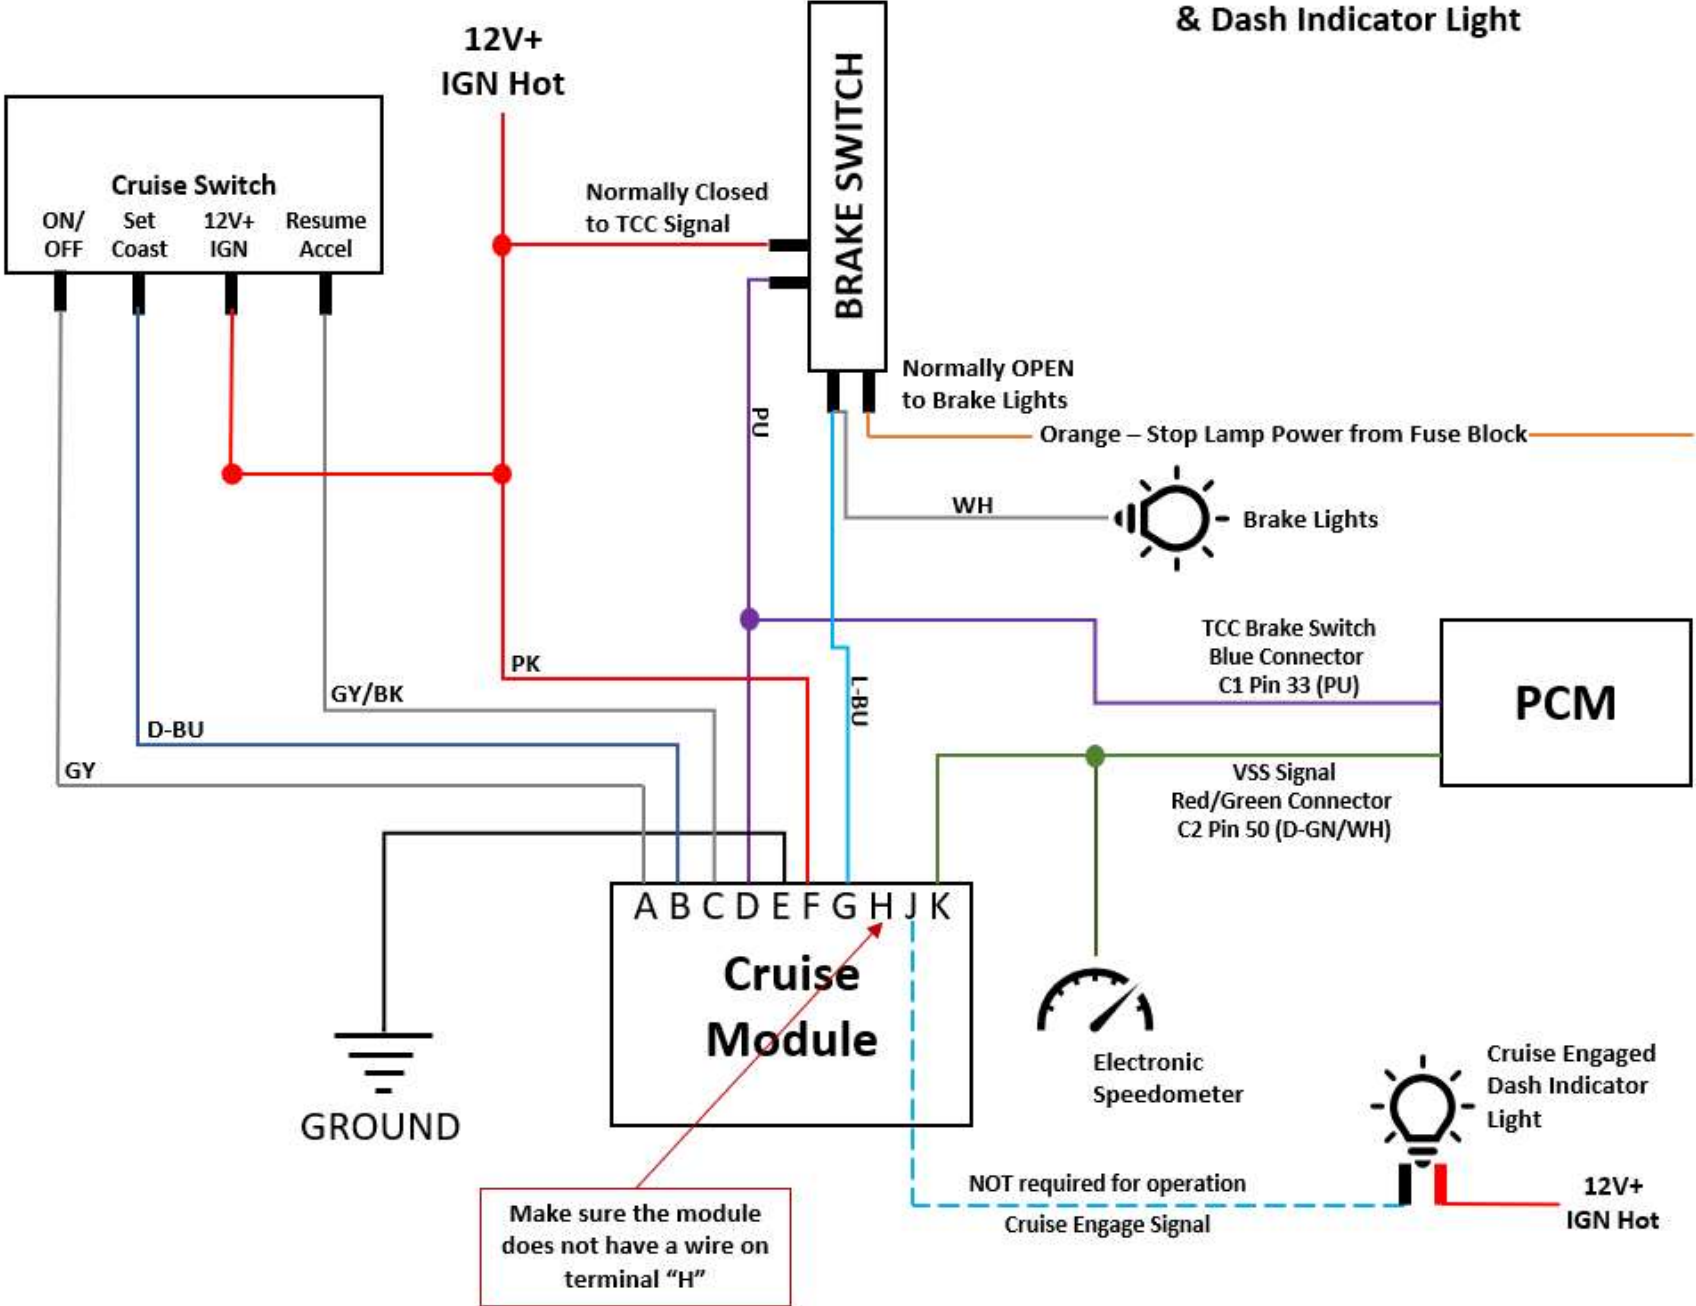 & Dash Indicator Light
12V+
IGN Hot
BRAKE SWITCH
Cruise Switch
ON/
OFF
Set
Coast
12V+
IGN
Resume
Accel
Normally Closed
to TCC Signal
Normally OPEN
to Brake Lights
PU
Orange – Stop Lamp Power from Fuse Block
WH
Brake Lights
TCC Brake Switch
Blue Connector
C1 Pin 33 (PU)
PCM
PK
GY/BK
L-BU
D-BU
GY
VSS Signal
Red/Green Connector
C2 Pin 50 (D-GN/WH)
A B C D E F G H J K
Cruise
Module
GROUND
Electronic
Speedometer
Cruise Engaged
Dash Indicator
Light
NOT required for operation
Cruise Engage Signal
12V+
IGN Hot
Make sure the module
does not have a wire on
terminal “H”